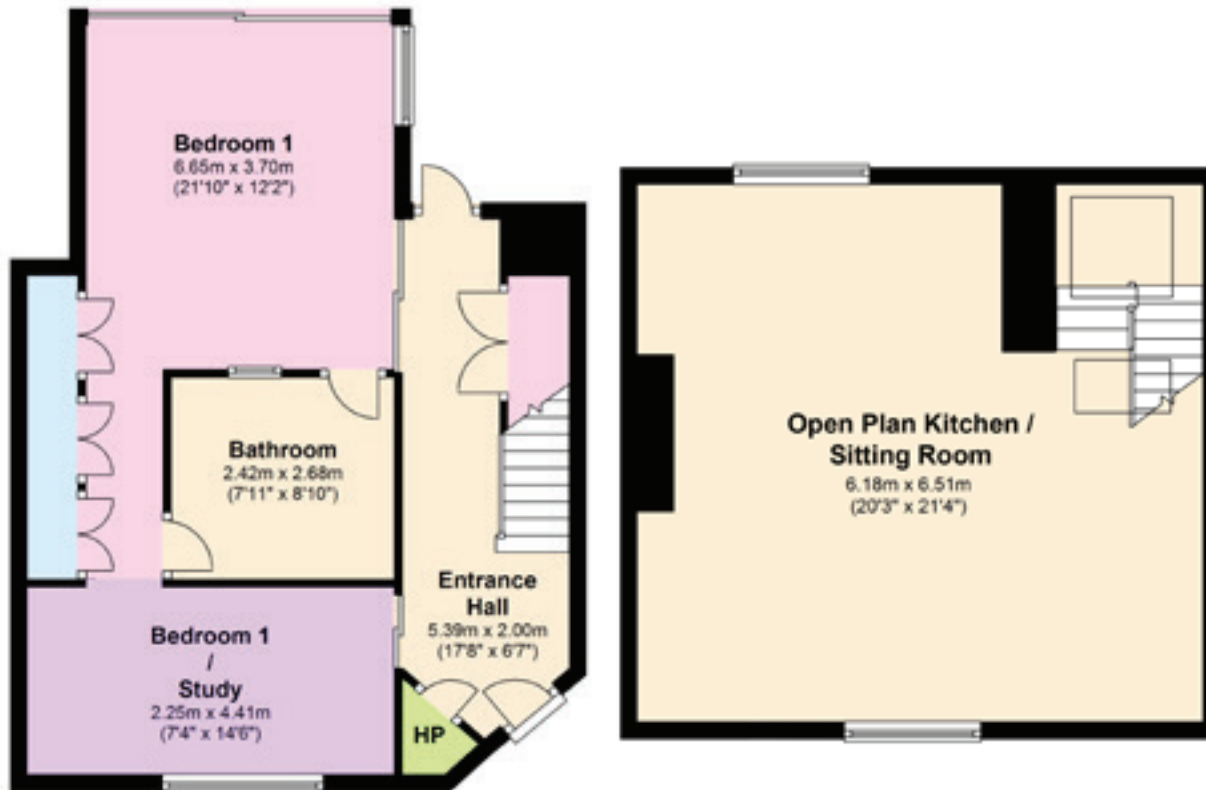 Bedroom 1
6.65m x 3.70m
(21'10" x 12'2")
Bathroom
2.42m x 2.68m
(7'11" x 8'10")
Entrance
Hall
5.39m x 2.00m
(17'8" x 6'7")
Bedroom 1
/
Study
2.25m x 4.41m
(7'4" x 14'6")
HP
Open Plan Kitchen /
Sitting Room
6.18m x 6.51m
(20'3" x 21'4")